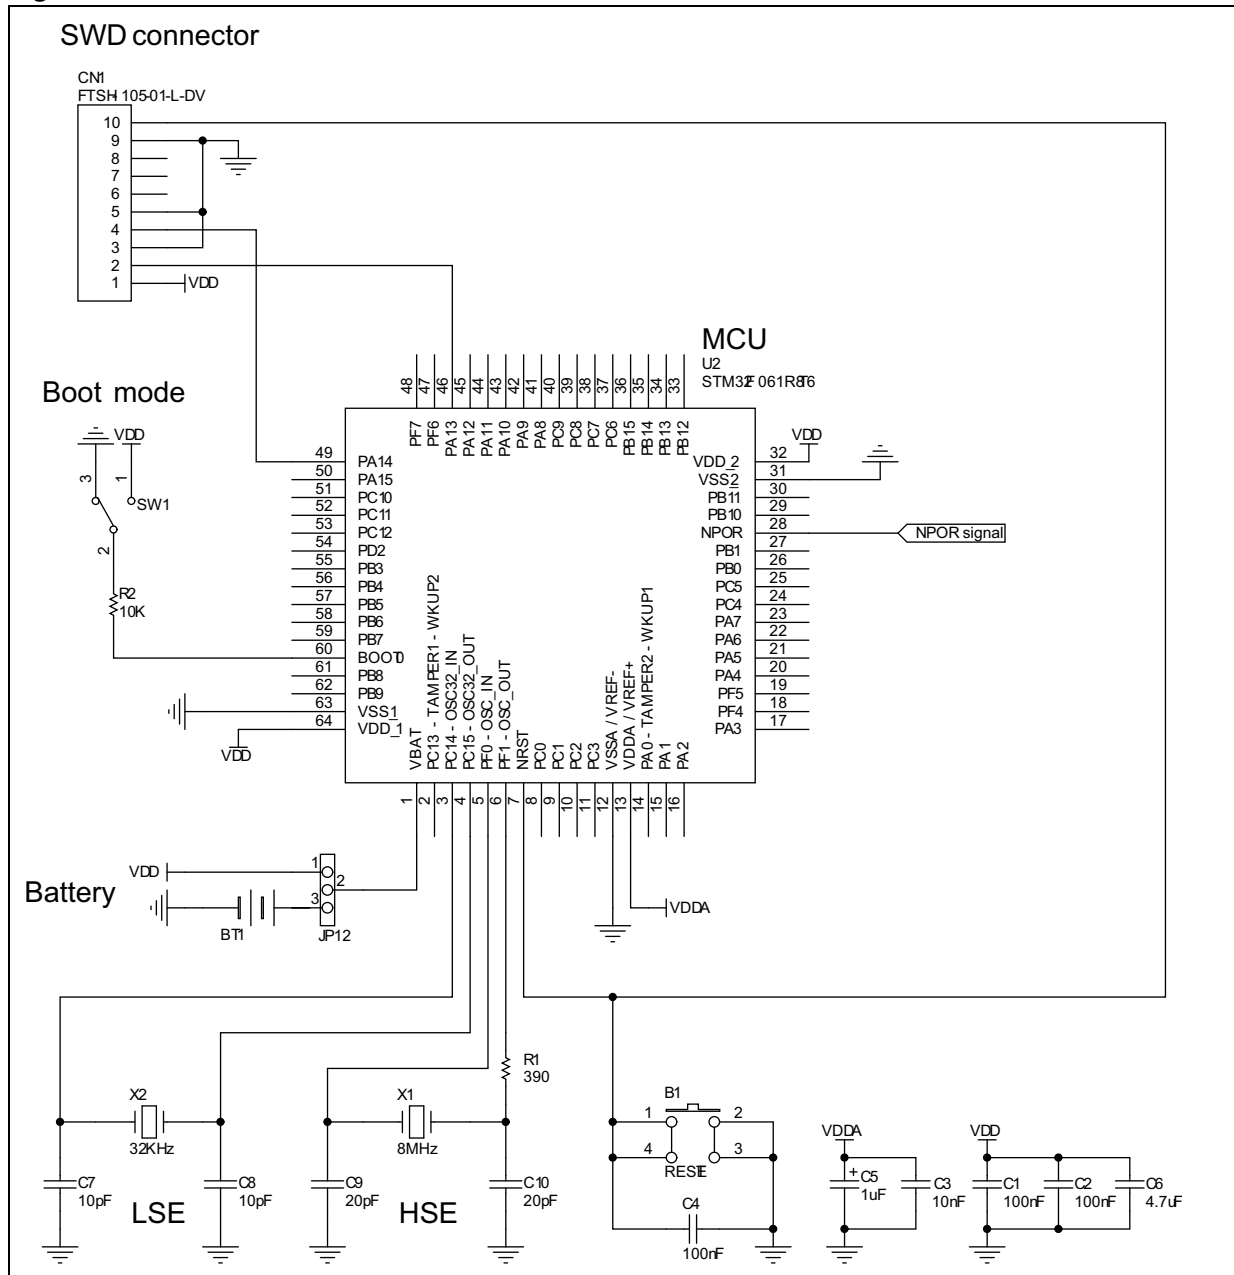 SWD connector
CN1
FTSH 105-01-L-DV
10
9
8
7
6
5
4
3
2
1
VDD
MCU
U2
STM32F 061R8T6
Boot mode
VDD
3
1
SW1
2
R2
10K
48 47 46 45 44 43 42 41 40 39 38 37 36 35 34 33
PF7 PF6 PA13 PA12 PA11 PA10 PA9 PA8 PC9 PC8 PC7 PC6 PB15 PB14 PB13 PB12
49 PA14
50 PA15
51 PC10
52 PC11
53 PC12
54 PD2
55 PB3
56 PB4
57 PB5
58 PB6
59 PB7
60 BOOT0
61 PB8
62 PB9
63 VSS_1
64 VDD_1
VDD
VDD_2 32 VDD
VSS_2 31
PB11 30
PB10 29
NPOR 28 NPOR signal
PB1 27
PB0 26
PC5 25
PC4 24
PA7 23
PA6 22
PA5 21
PA4 20
PF5 19
PF4 18
PA3 17
VBAT
PC13 - TAMPER1 - WKUP2
PC14 - OSC32_IN
PC15 - OSC32_OUT
PF0 - OSC_IN
PF1 - OSC_OUT
NRST
PC0
PC1
PC2
PC3
VSSA / VREF-
VDDA / VREF+
PA0 - TAMPER2 - WKUP1
PA1
PA2
1 2 3 4 5 6 7 8 9 10 11 12 13 14 15 16
Battery
VDD
1
2
3
BT1
JP12
VDDA
R1
390
X2
32KHz
C7
10pF
C8
10pF
LSE
X1
8MHz
C9
20pF
C10
20pF
HSE
B1
1 2
4 3
RESET
C4
100nF
VDDA
C5
1uF
C3
10nF
VDD
C1
100nF
C2
100nF
C6
4.7uF